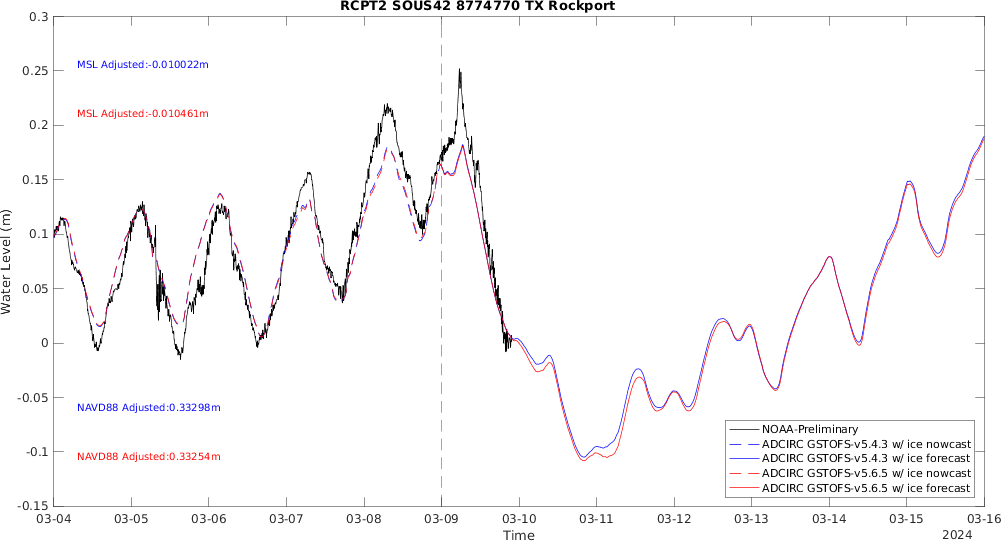 RCPT2 SOUS42 8774770 TX Rockport
0.3
0.25
0.2
0.15
0.1
0.05
0
-0.05
-0.1
-0.15
Water Level (m)
MSL Adjusted:-0.010022m
MSL Adjusted:-0.010461m
NAVD88 Adjusted:0.33298m
NAVD88 Adjusted:0.33254m
NOAA-Preliminary
ADCIRC GSTOFS-v5.4.3 w/ ice nowcast
ADCIRC GSTOFS-v5.4.3 w/ ice forecast
ADCIRC GSTOFS-v5.6.5 w/ ice nowcast
ADCIRC GSTOFS-v5.6.5 w/ ice forecast
03-04 03-05 03-06 03-07 03-08 03-09 03-10 03-11 03-12 03-13 03-14 03-15 03-16
Time
2024